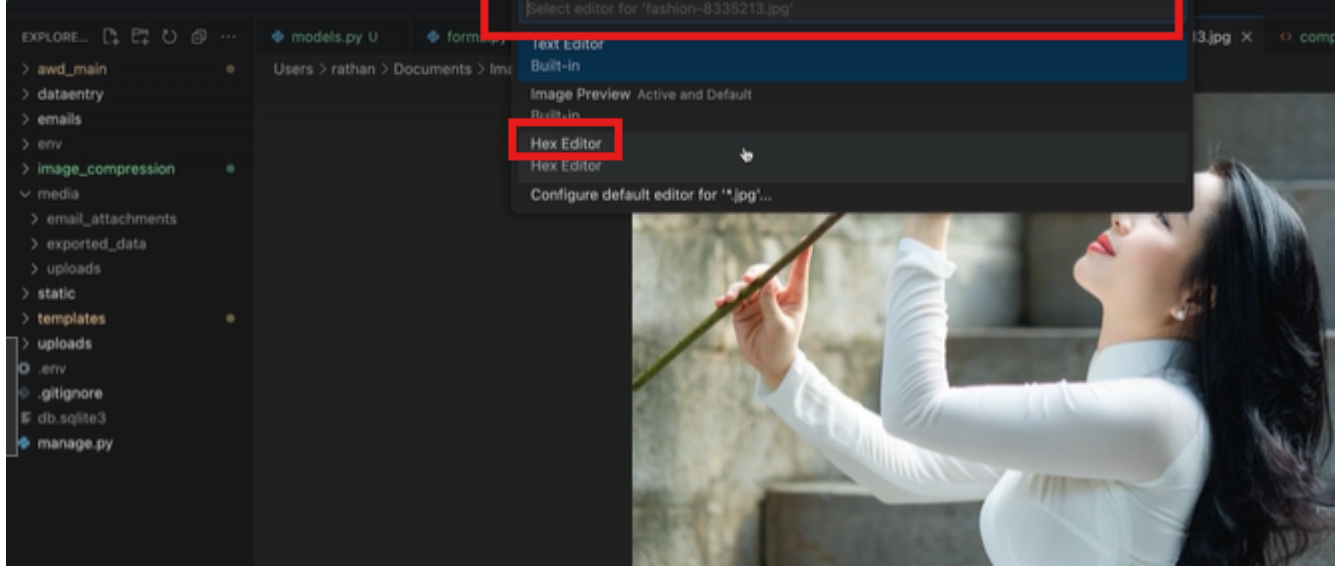 Select editor for 'fashion-8335213.jpg'
EXPLORE... ···
models.py U
3.jpg ×
Text Editor
Built-in
Users > rathan > Documents >
Image Preview Active and Default
Built-in
Hex Editor
Hex Editor
Configure default editor for '*.jpg'...
> awd_main
> dataentry
> emails
> env
> image_compression
media
> email_attachments
> exported_data
> uploads
> static
> templates
> uploads
.env
.gitignore
db.sqlite3
manage.py